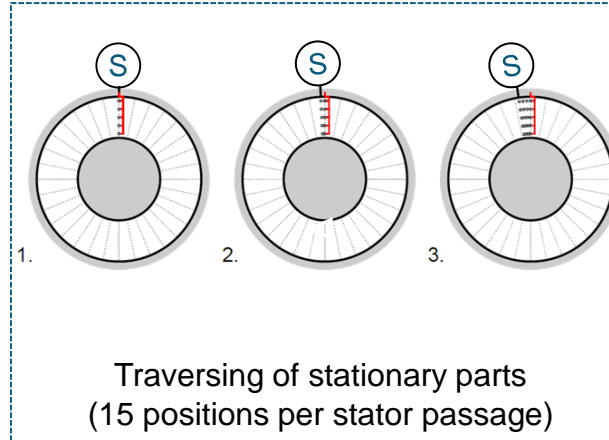 S S S
1. 2. 3.
Traversing of stationary parts
(15 positions per stator passage)